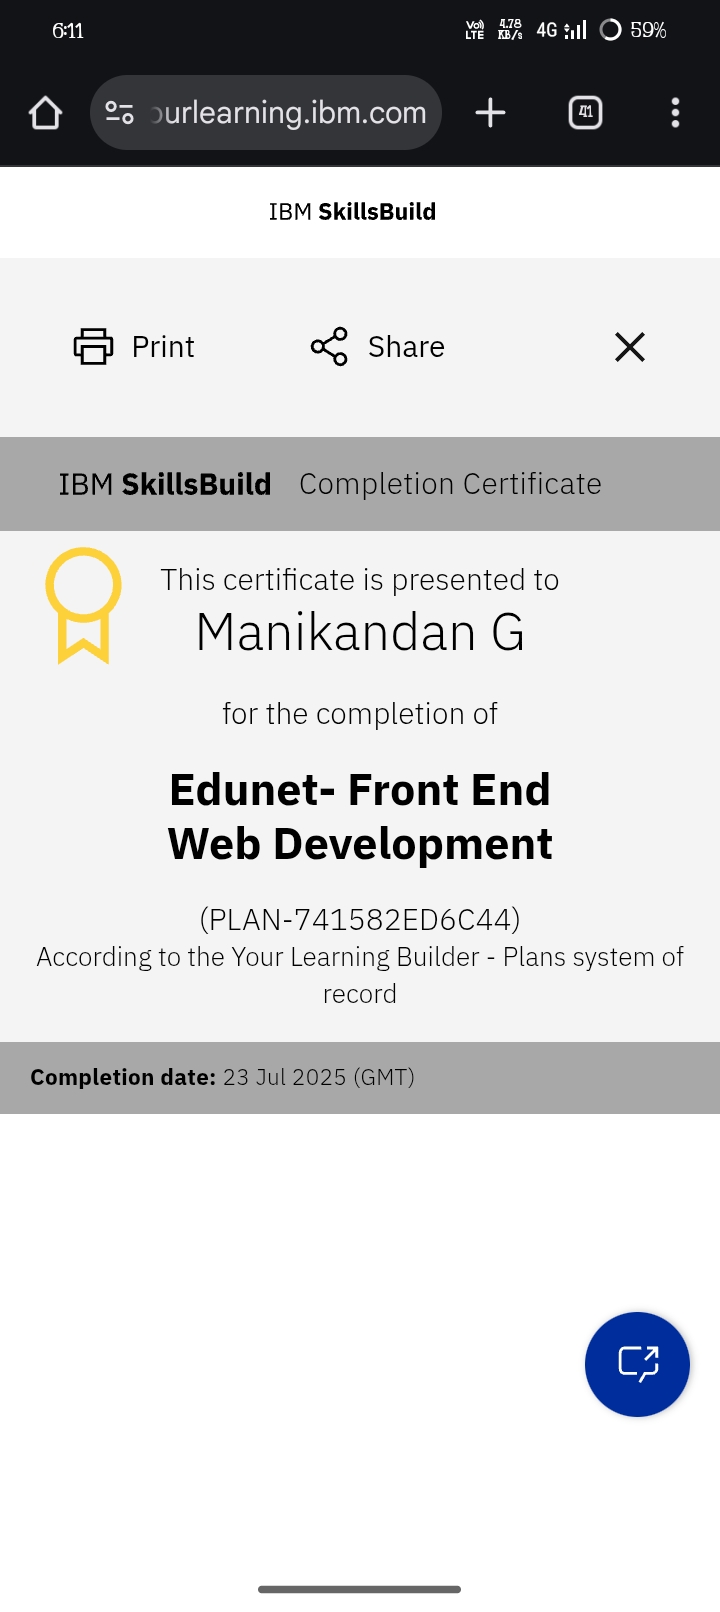 6:11
Vo)) LTE 4.78 KB/s 4G 59%
ourlearning.ibm.com
41
IBM SkillsBuild
Print Share
IBM SkillsBuild Completion Certificate
This certificate is presented to
Manikandan G
for the completion of
Edunet- Front End
Web Development
(PLAN-741582ED6C44)
According to the Your Learning Builder - Plans system of
record
Completion date: 23 Jul 2025 (GMT)